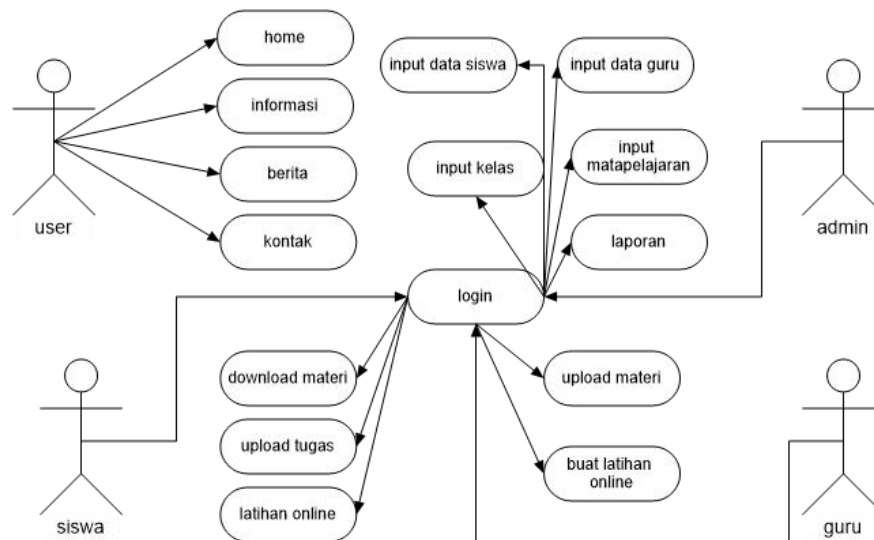 home
informasi
berita
kontak
user
input data siswa
input data guru
input kelas
input
matapelajaran
laporan
admin
login
download materi
upload tugas
latihan online
siswa
upload materi
buat latihan
online
guru